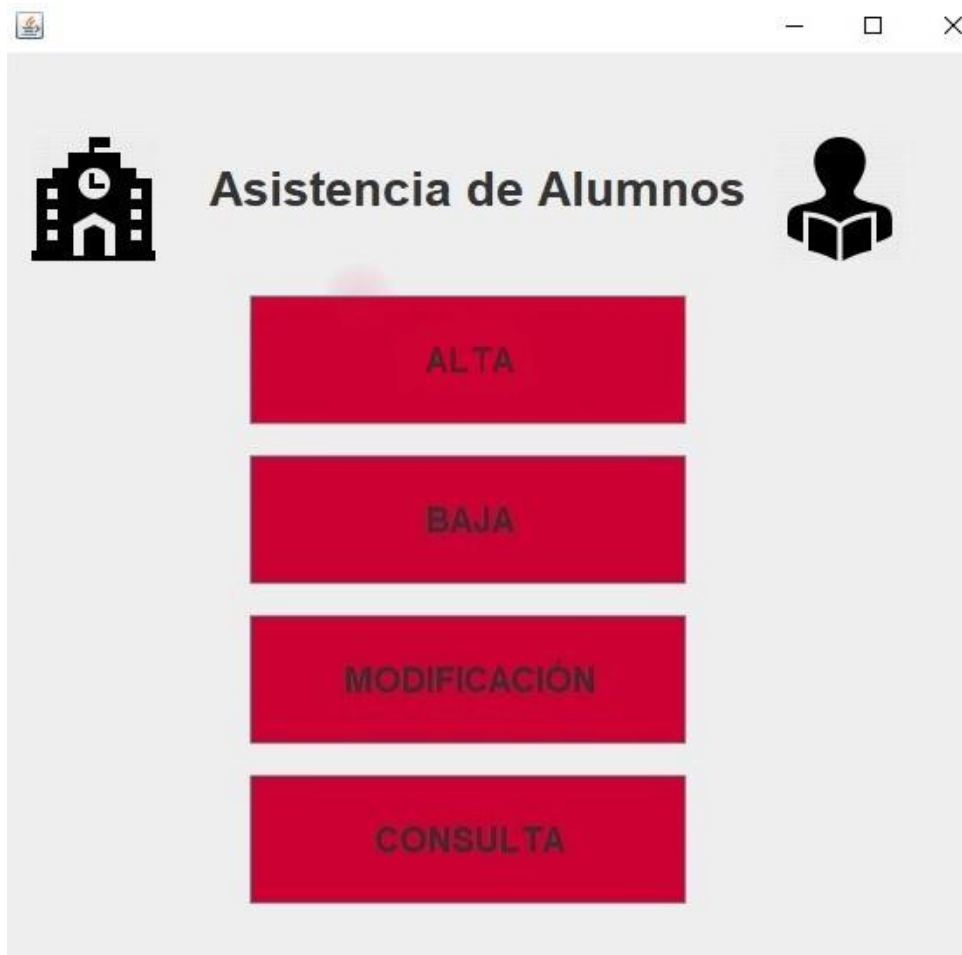 Asistencia de Alumnos
ALTA
BAJA
MODIFICACIÓN
CONSULTA